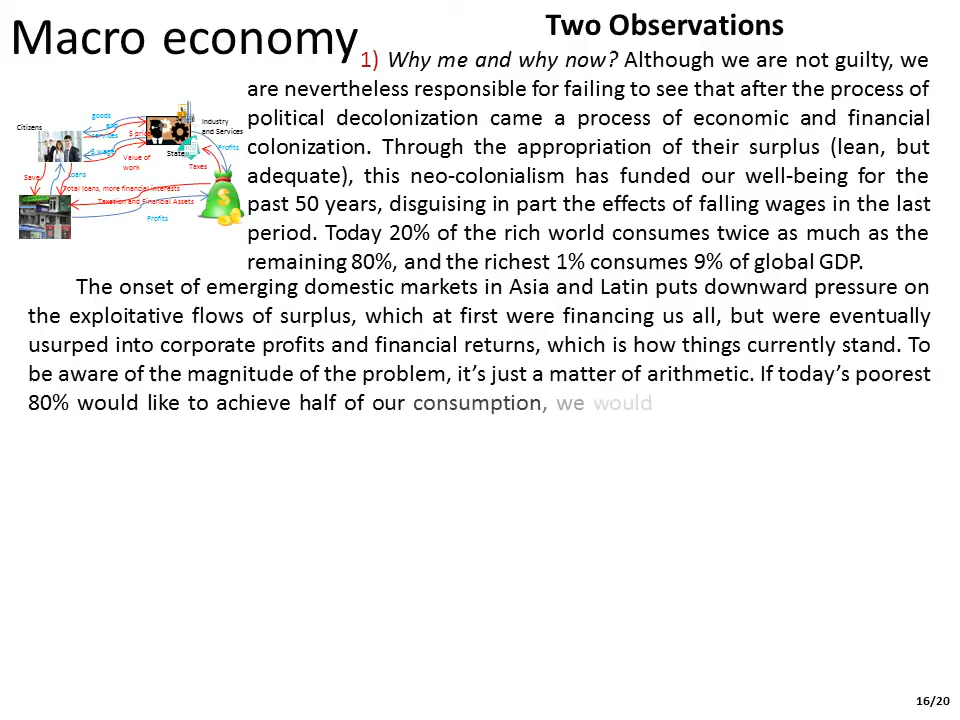 Macro economy
Two Observations
1) Why me and why now? Although we are not guilty, we
are nevertheless responsible for failing to see that after the process of
political decolonization came a process of economic and financial
colonization. Through the appropriation of their surplus (lean, but
adequate), this neo-colonialism has funded our well-being for the
past 50 years, disguising in part the effects of falling wages in the last
period. Today 20% of the rich world consumes twice as much as the
remaining 80%, and the richest 1% consumes 9% of global GDP.
goods
Citizens
services
$ price
$ wage
Value of
work
State
Industry
and Services
Profits
Taxes
Save
Loans
Total loans, more financial interests
Taxation and Financial Assets
Profits
The onset of emerging domestic markets in Asia and Latin puts downward pressure on
the exploitative flows of surplus, which at first were financing us all, but were eventually
usurped into corporate profits and financial returns, which is how things currently stand. To
be aware of the magnitude of the problem, it’s just a matter of arithmetic. If today’s poorest
80% would like to achieve half of our consumption, we would
16/20